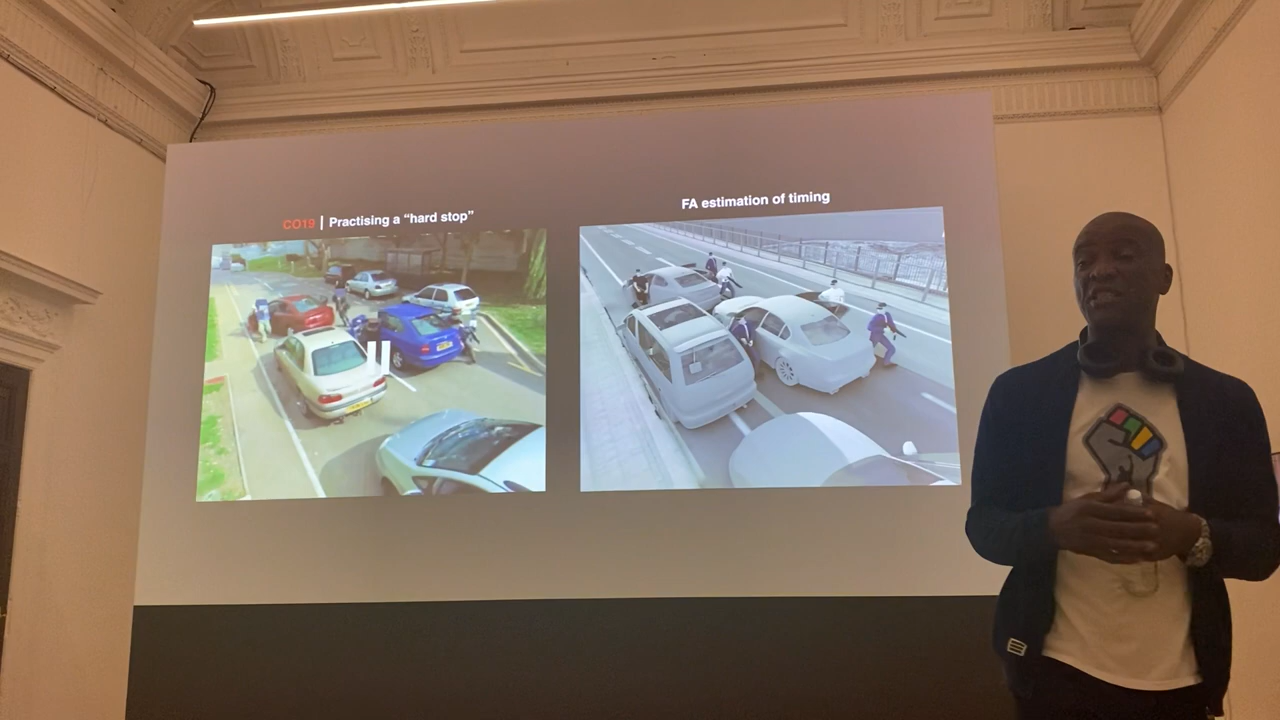 CO19 | Practising a “hard stop”
FA estimation of timing